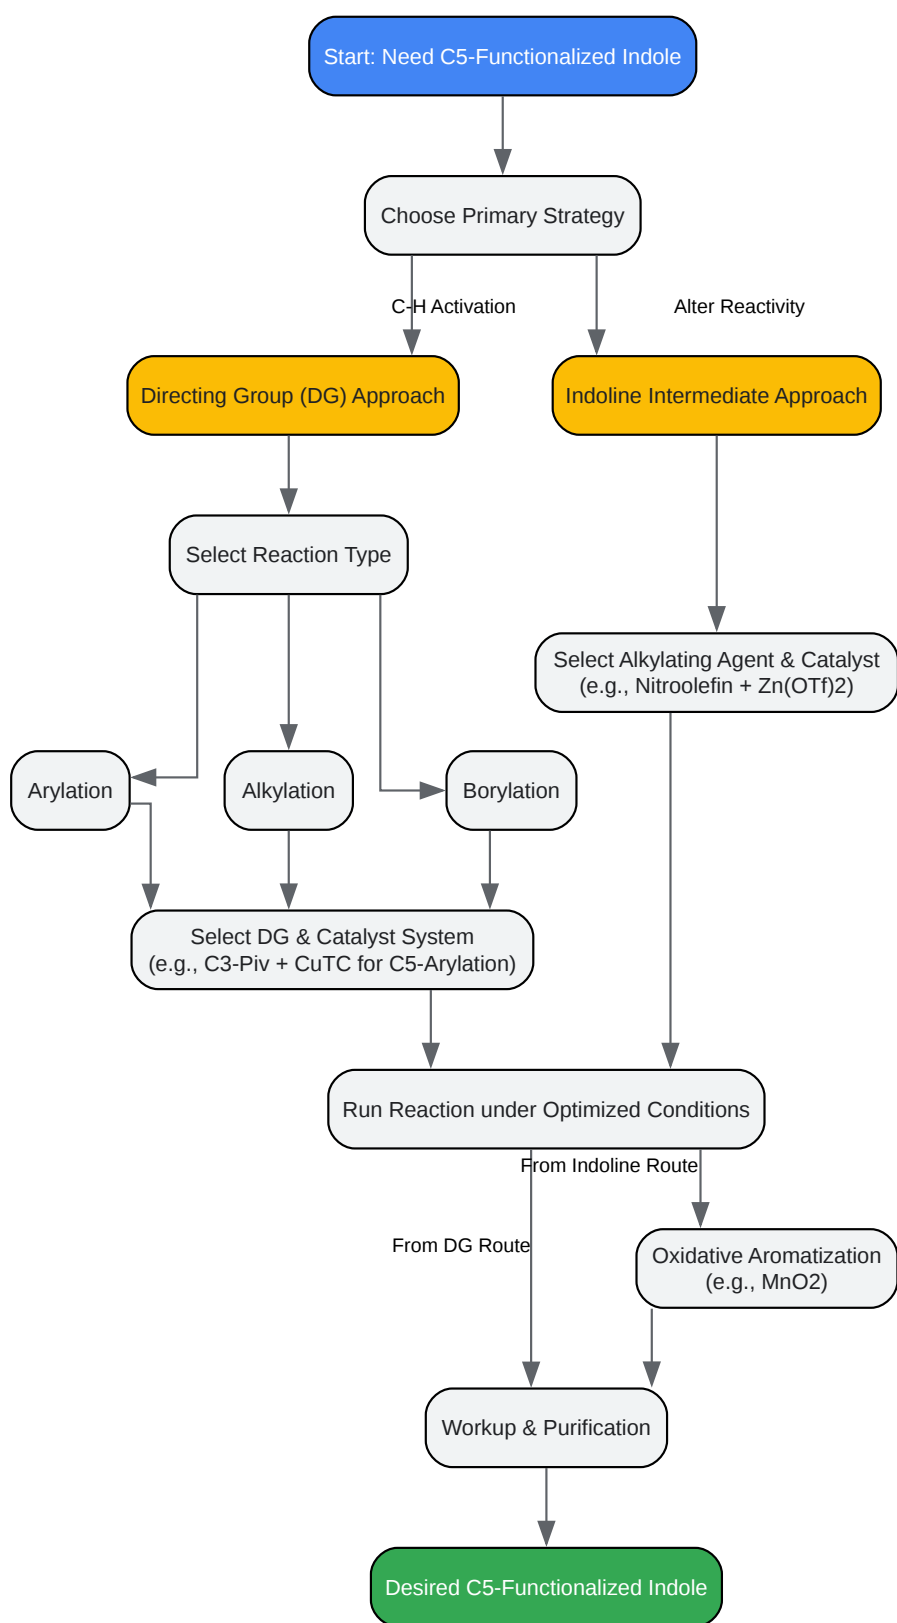 Start: Need C5-Functionalized Indole
Choose Primary Strategy
C-H Activation
Alter Reactivity
Directing Group (DG) Approach
Indoline Intermediate Approach
Select Reaction Type
Select Alkylating Agent & Catalyst
(e.g., Nitroolefin + Zn(OTf)2)
Arylation
Alkylation
Borylation
Select DG & Catalyst System
(e.g., C3-Piv + CuTC for C5-Arylation)
Run Reaction under Optimized Conditions
From Indoline Route
From DG Route
Oxidative Aromatization
(e.g., MnO2)
Workup & Purification
Desired C5-Functionalized Indole